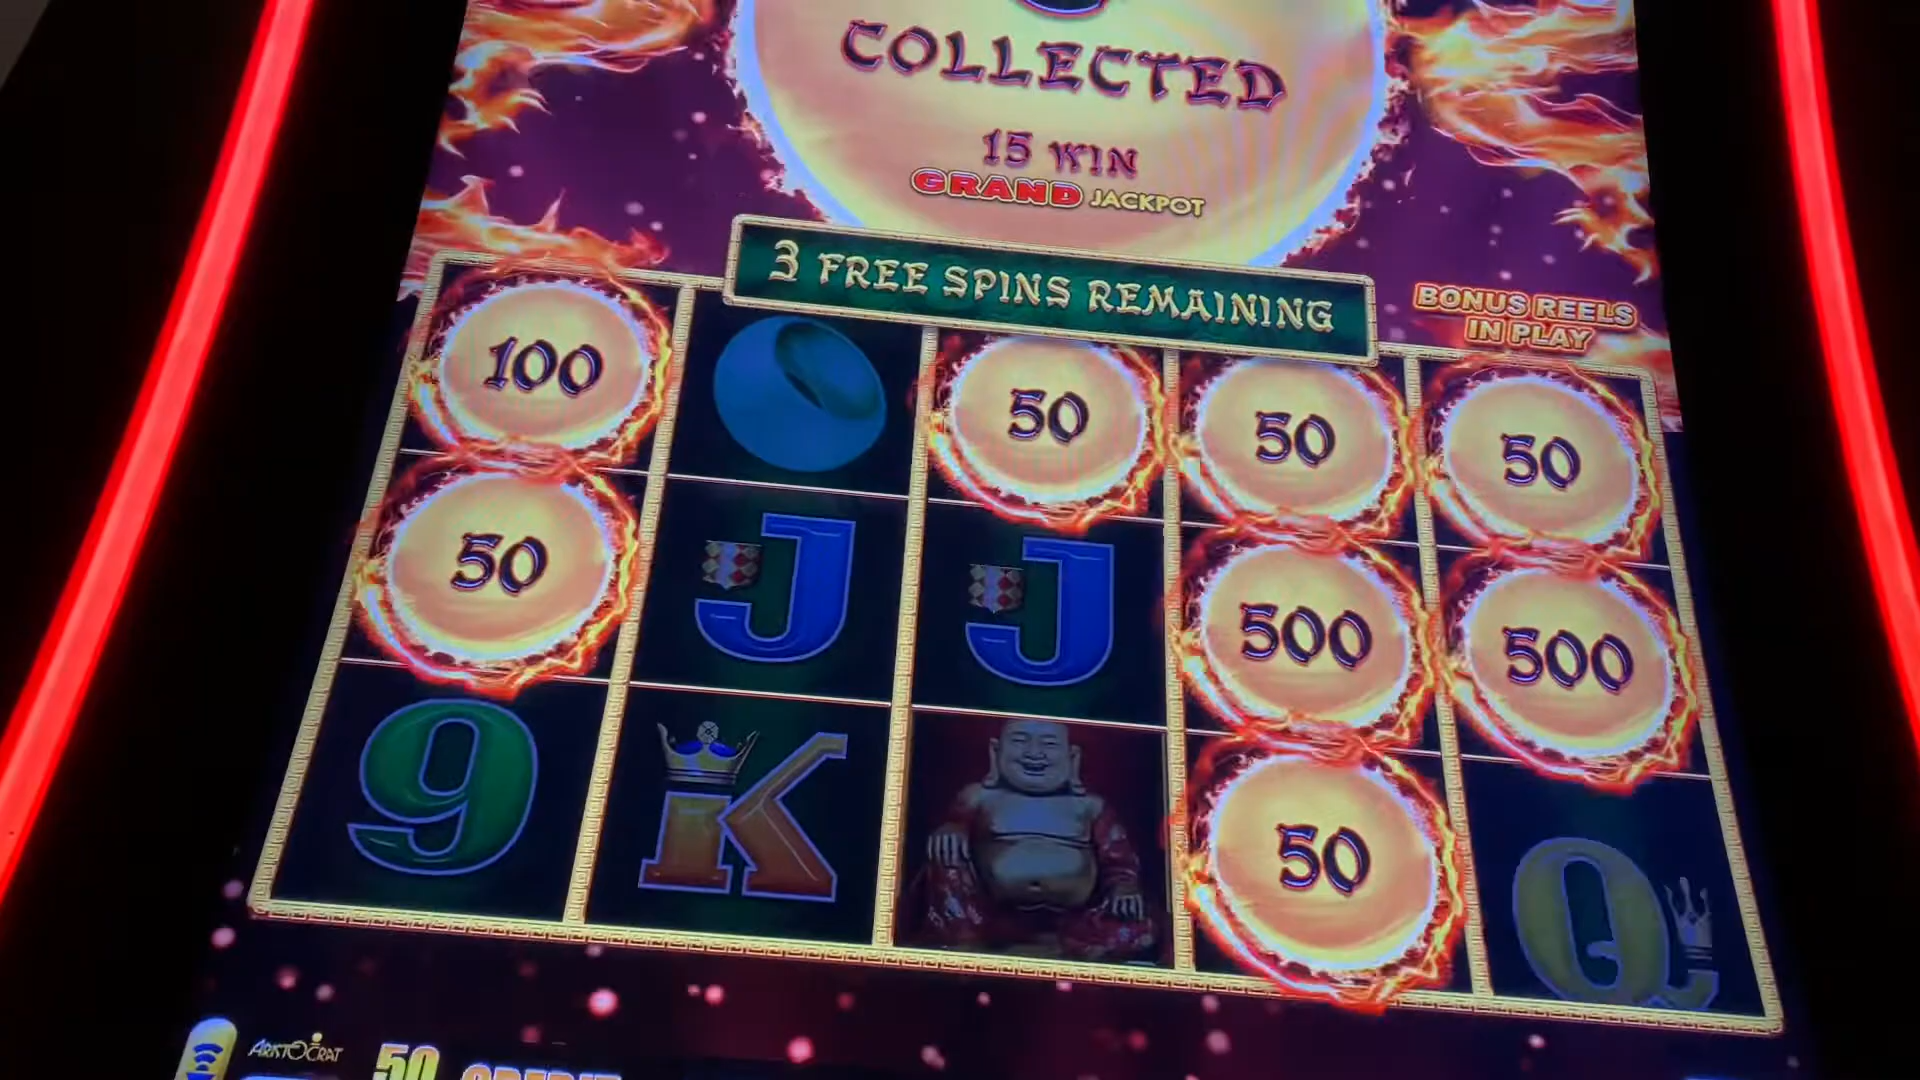 COLLECTED
15 WIN
GRAND JACKPOT
3 FREE SPINS REMAINING
BONUS REELS
IN PLAY
100
50
50
50
50
J
J
500
500
9
K
50
Q
ARISTOCRAT
50 CREDIT